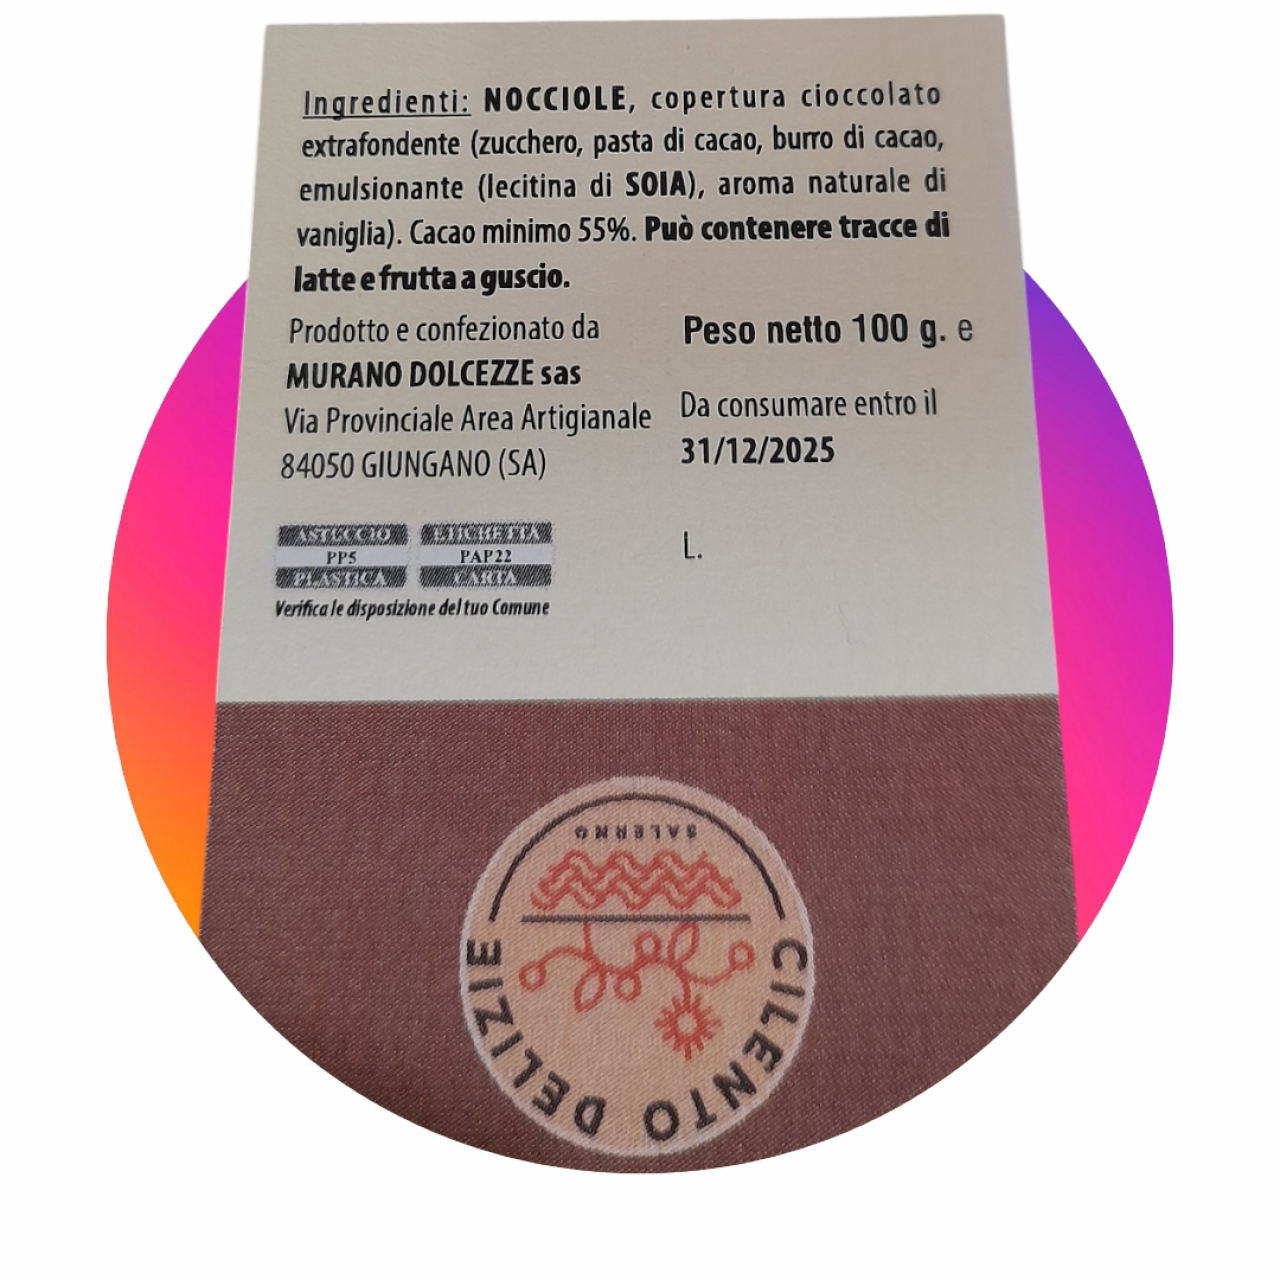 Ingredienti: NOCCIOLE, copertura cioccolato
extrafondente (zucchero, pasta di cacao, burro di cacao,
emulsionante (lecitina di SOIA), aroma naturale di
vaniglia). Cacao minimo 55%. Può contenere tracce di
latte e frutta a guscio.
Prodotto e confezionato da
MURANO DOLCEZZE sas
Via Provinciale Area Artigianale
84050 GIUNGANO (SA)
Peso netto 100 g. e
Da consumare entro il
31/12/2025
L.
ASTUCCIO
PP5
PLASTICA
ETICHETTA
PAP22
CARTA
Verifica le disposizione del tuo Comune
CILENTO DELIZIE
SALERNO